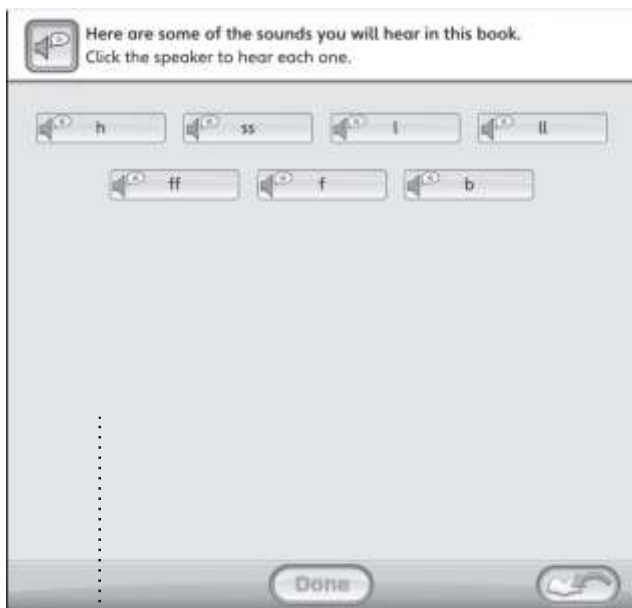 Here are some of the sounds you will hear in this book.
Click the speaker to hear each one.
h ss l ll
ff f b
Done